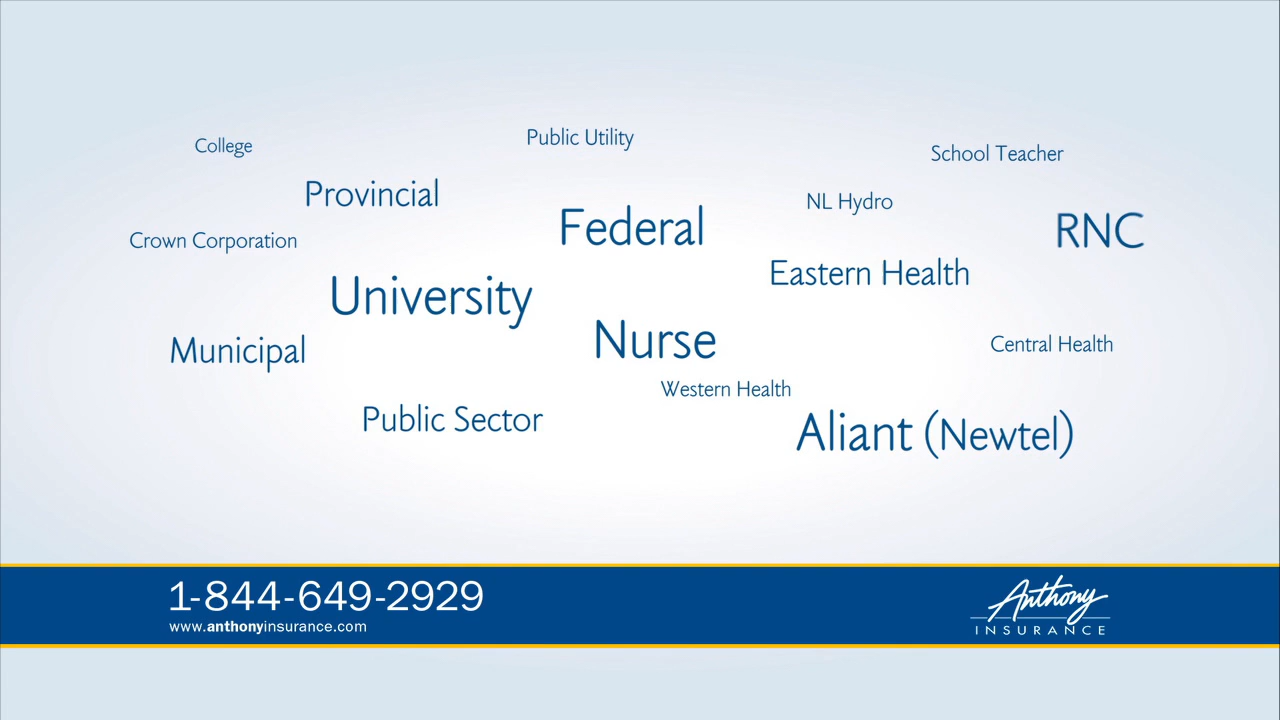 College
Public Utility
School Teacher
Provincial
NL Hydro
Federal
RNC
Crown Corporation
Eastern Health
University
Nurse
Central Health
Municipal
Western Health
Public Sector
Aliant (Newtel)
1-844-649-2929
www.anthonyinsurance.com
Anthony
INSURANCE